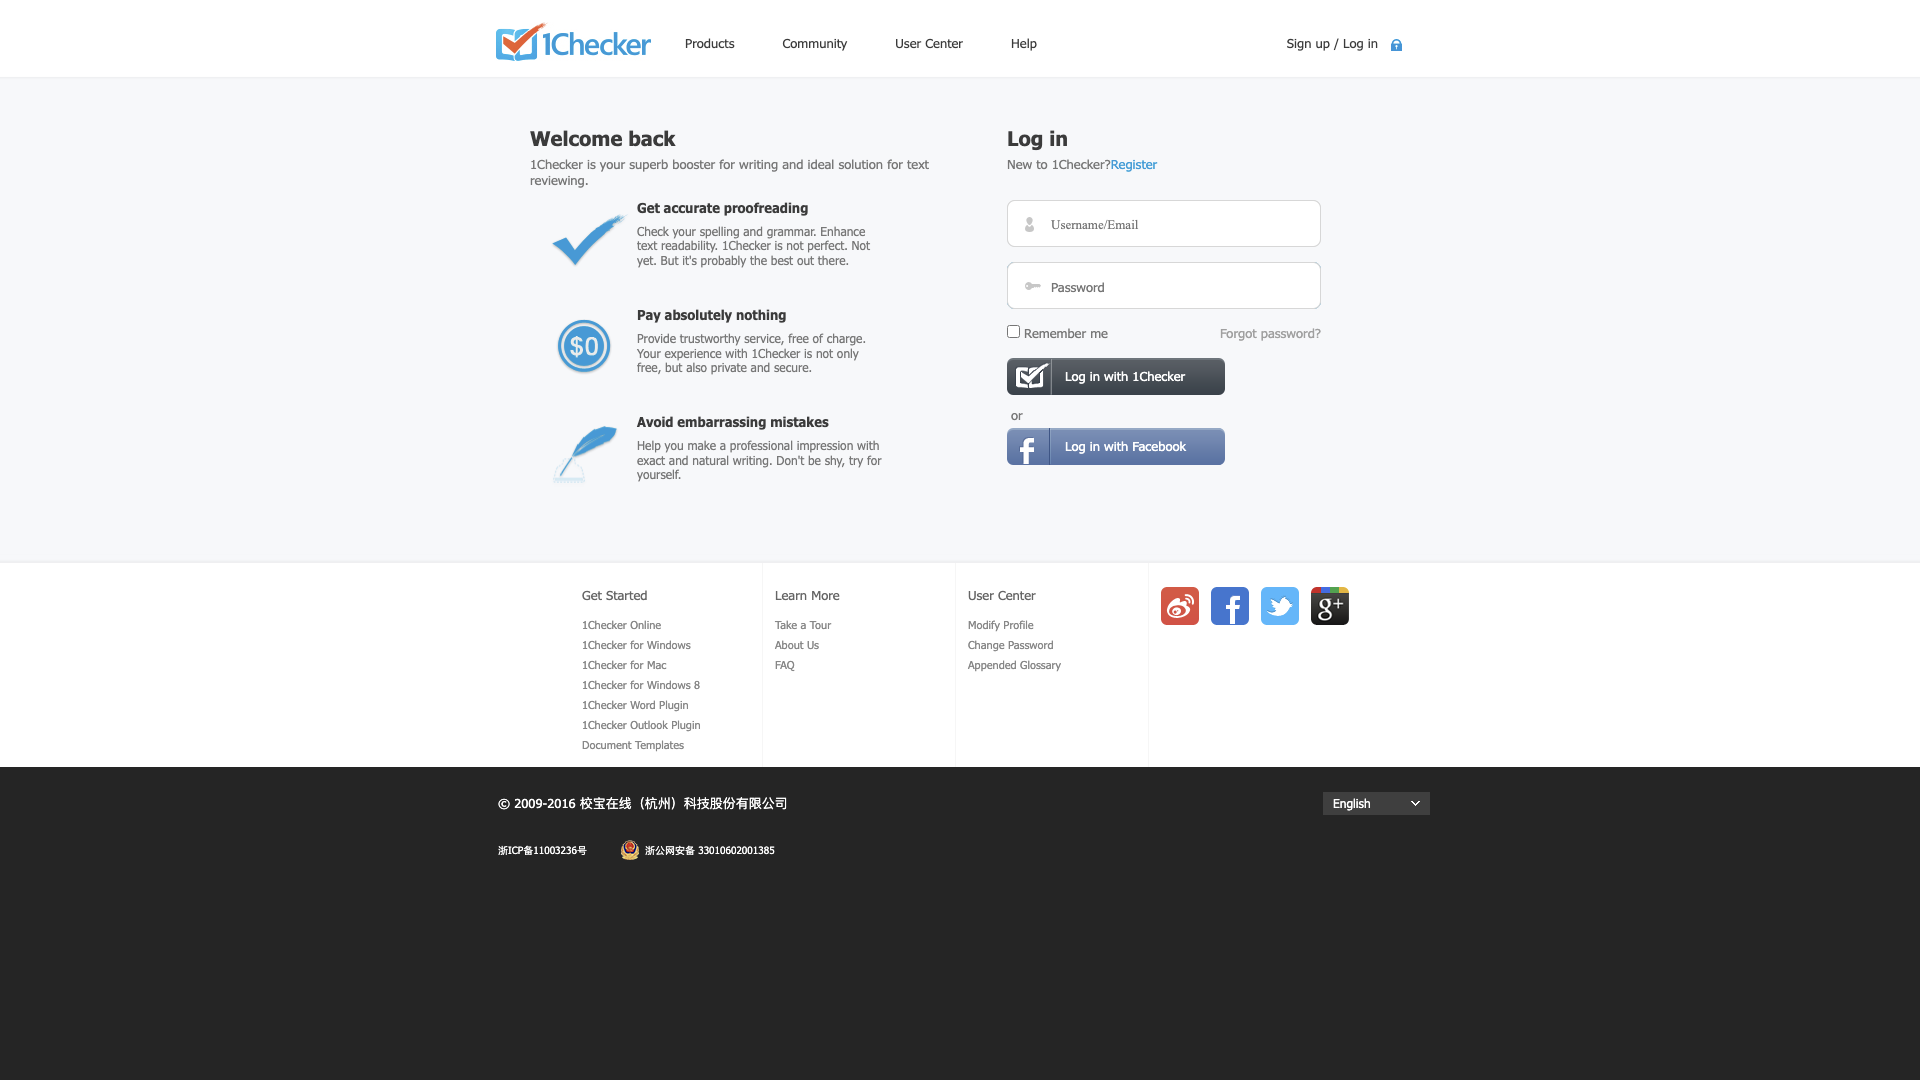 1Checker
Products
Community
User Center
Help
Sign up / Log in
Welcome back
1Checker is your superb booster for writing and ideal solution for text
reviewing.
Get accurate proofreading
Check your spelling and grammar. Enhance
text readability. 1Checker is not perfect. Not
yet. But it's probably the best out there.
$0
Pay absolutely nothing
Provide trustworthy service, free of charge.
Your experience with 1Checker is not only
free, but also private and secure.
Avoid embarrassing mistakes
Help you make a professional impression with
exact and natural writing. Don't be shy, try for
yourself.
Log in
New to 1Checker?Register
Username/Email
Password
Remember me
Forgot password?
Log in with 1Checker
or
f
Log in with Facebook
Get Started
1Checker Online
1Checker for Windows
1Checker for Mac
1Checker for Windows 8
1Checker Word Plugin
1Checker Outlook Plugin
Document Templates
Learn More
Take a Tour
About Us
FAQ
User Center
Modify Profile
Change Password
Appended Glossary
f
g+
© 2009-2016 校宝在线（杭州）科技股份有限公司
English
浙ICP备11003236号
浙公网安备 33010602001385